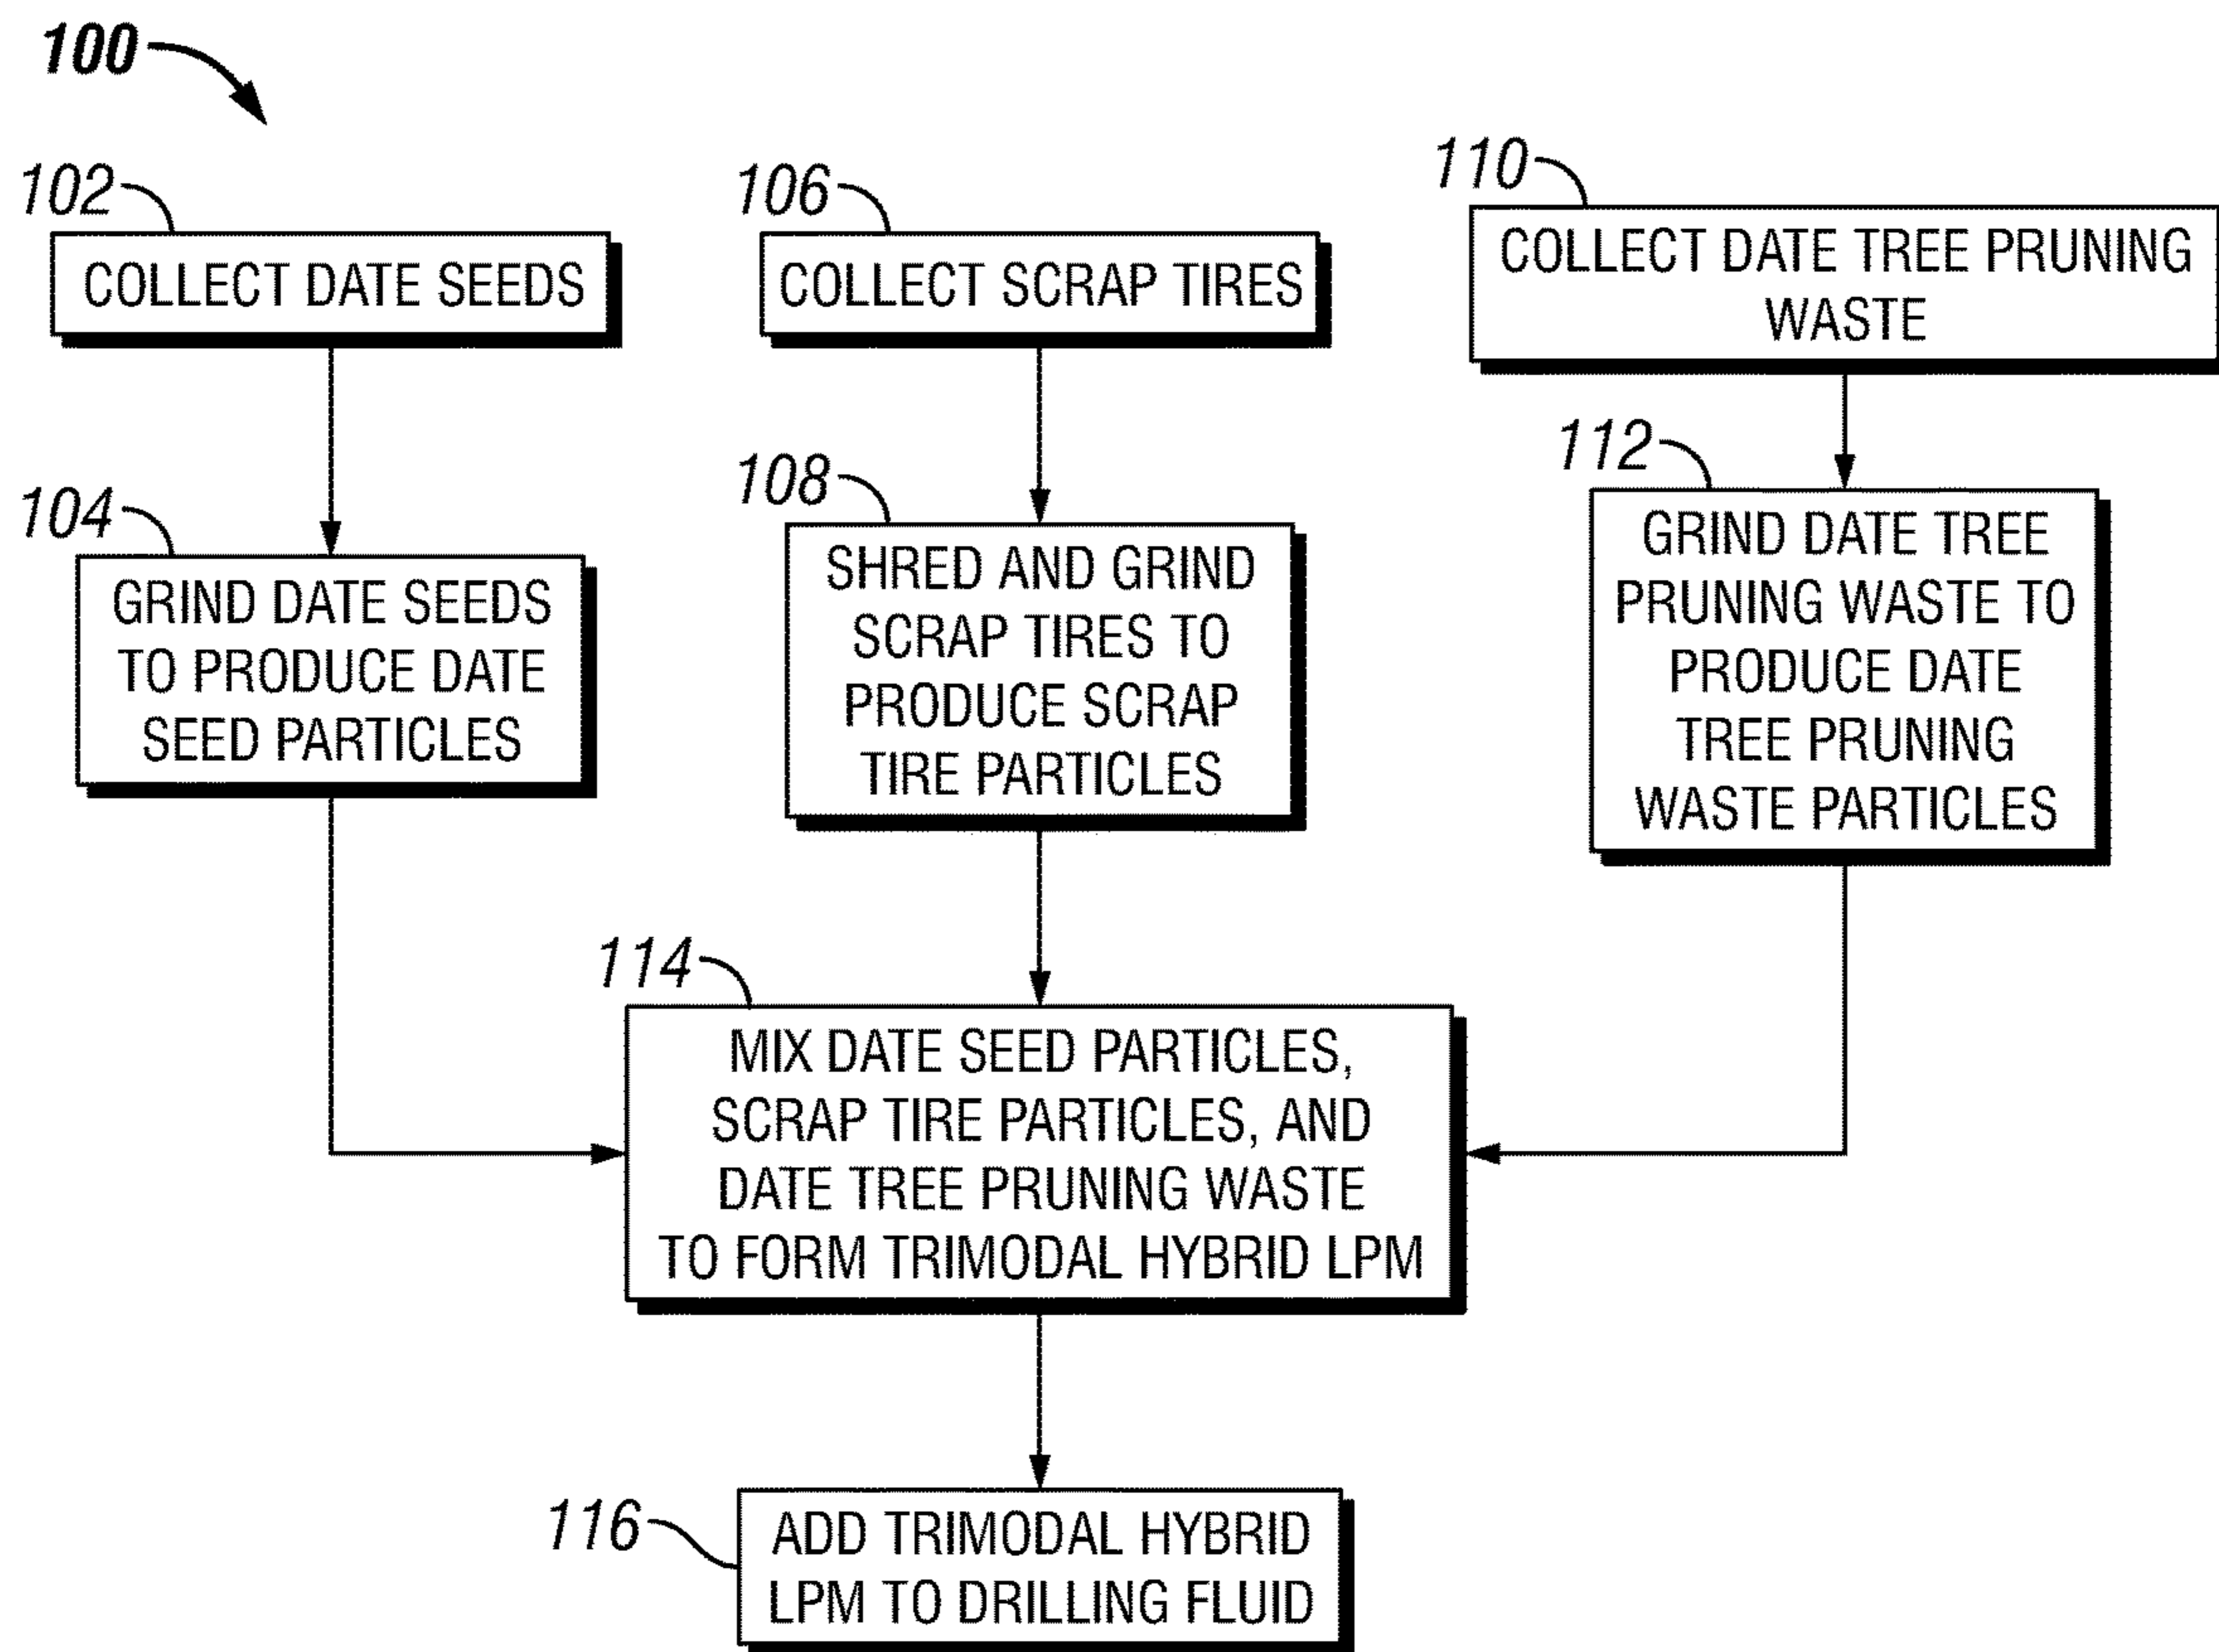 100
102
COLLECT DATE SEEDS
104
GRIND DATE SEEDS
TO PRODUCE DATE
SEED PARTICLES
106
COLLECT SCRAP TIRES
108
SHRED AND GRIND
SCRAP TIRES TO
PRODUCE SCRAP
TIRE PARTICLES
110
COLLECT DATE TREE PRUNING
WASTE
112
GRIND DATE TREE
PRUNING WASTE TO
PRODUCE DATE
TREE PRUNING
WASTE PARTICLES
114
MIX DATE SEED PARTICLES,
SCRAP TIRE PARTICLES, AND
DATE TREE PRUNING WASTE
TO FORM TRIMODAL HYBRID LPM
116
ADD TRIMODAL HYBRID
LPM TO DRILLING FLUID